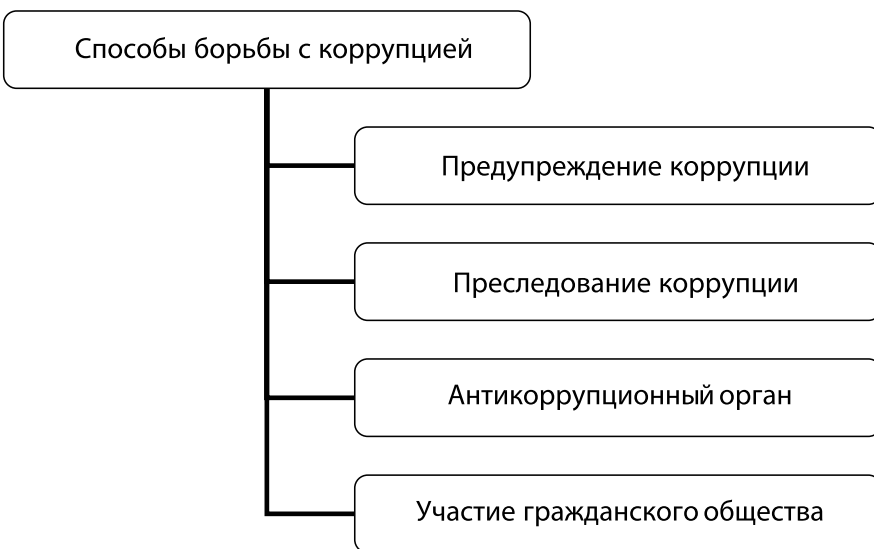 Способы борьбы с коррупцией
Предупреждение коррупции
Преследование коррупции
Антикоррупционный орган
Участие гражданского общества